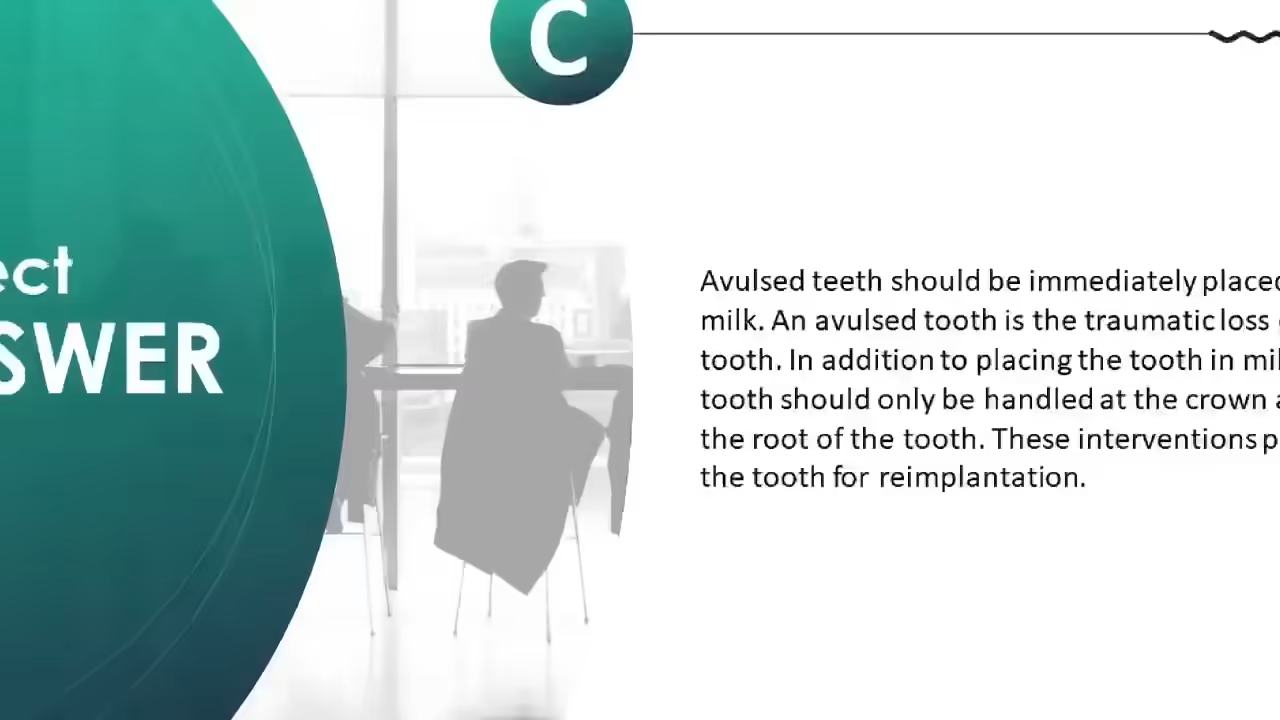 C
ect
SWER
Avulsed teeth should be immediately placed
milk. An avulsed tooth is the traumatic loss
tooth. In addition to placing the tooth in
tooth should only be handled at the crown
the root of the tooth. These interventions
the tooth for reimplantation.